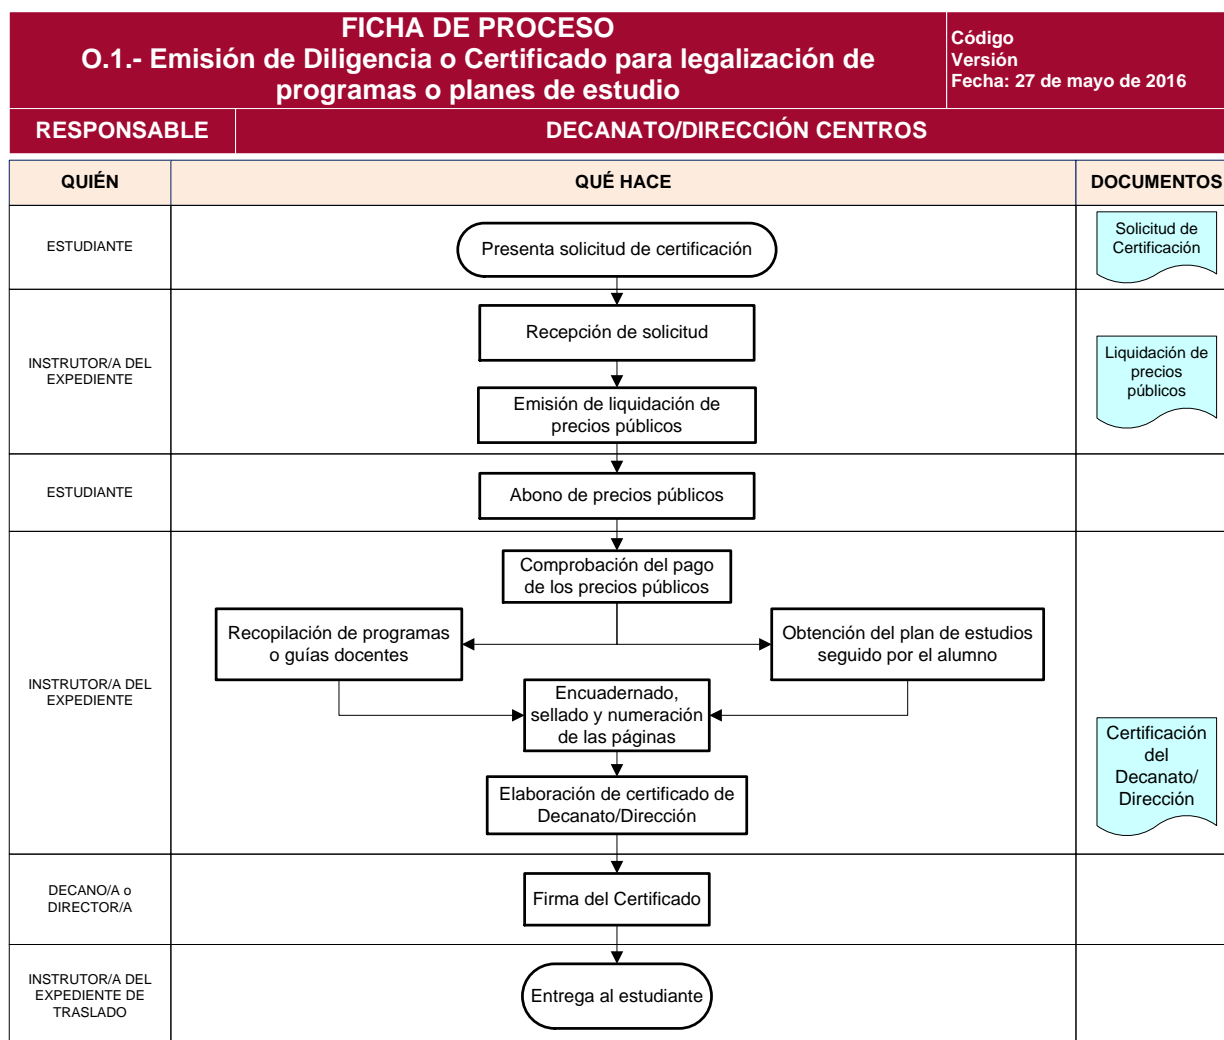 FICHA DE PROCESO
O.1.- Emisión de Diligencia o Certificado para legalización de
programas o planes de estudio
Código
Versión
Fecha: 27 de mayo de 2016
RESPONSABLE
DECANATO/DIRECCIÓN CENTROS
QUIÉN
QUÉ HACE
DOCUMENTOS
ESTUDIANTE
Presenta solicitud de certificación
Solicitud de
Certificación
INSTRUTOR/A DEL
EXPEDIENTE
Recepción de solicitud
Emisión de liquidación de
precios públicos
Liquidación de
precios
públicos
ESTUDIANTE
Abono de precios públicos
INSTRUTOR/A DEL
EXPEDIENTE
Comprobación del pago
de los precios públicos
Recopilación de programas
o guías docentes
Obtención del plan de estudios
seguido por el alumno
Encuadernado,
sellado y numeración
de las páginas
Elaboración de certificado de
Decanato/Dirección
Certificación
del
Decanato/
Dirección
DECANO/A o
DIRECTOR/A
Firma del Certificado
INSTRUTOR/A DEL
EXPEDIENTE DE
TRASLADO
Entrega al estudiante